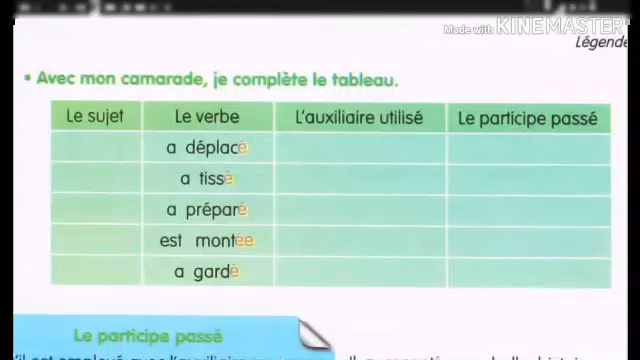 Made with KINEMASTER
Légende
• Avec mon camarade, je complète le tableau.
Le sujet Le verbe L'auxiliaire utilisé Le participe passé
a déplacé
a tissé
a préparé
est montée
a gardé
Le participe passé